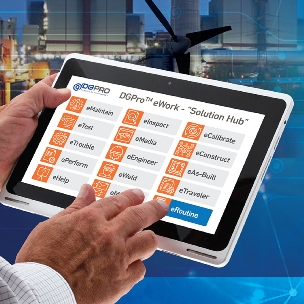 DGPRO
DGPro™ eWork - "Solution Hub"
eMaintain
eInspect
eCalibrate
eTest
eMedia
eConstruct
eTrouble
eEngineer
eAs-Built
ePerform
eWeld
eTraveler
eHelp
eRoutine